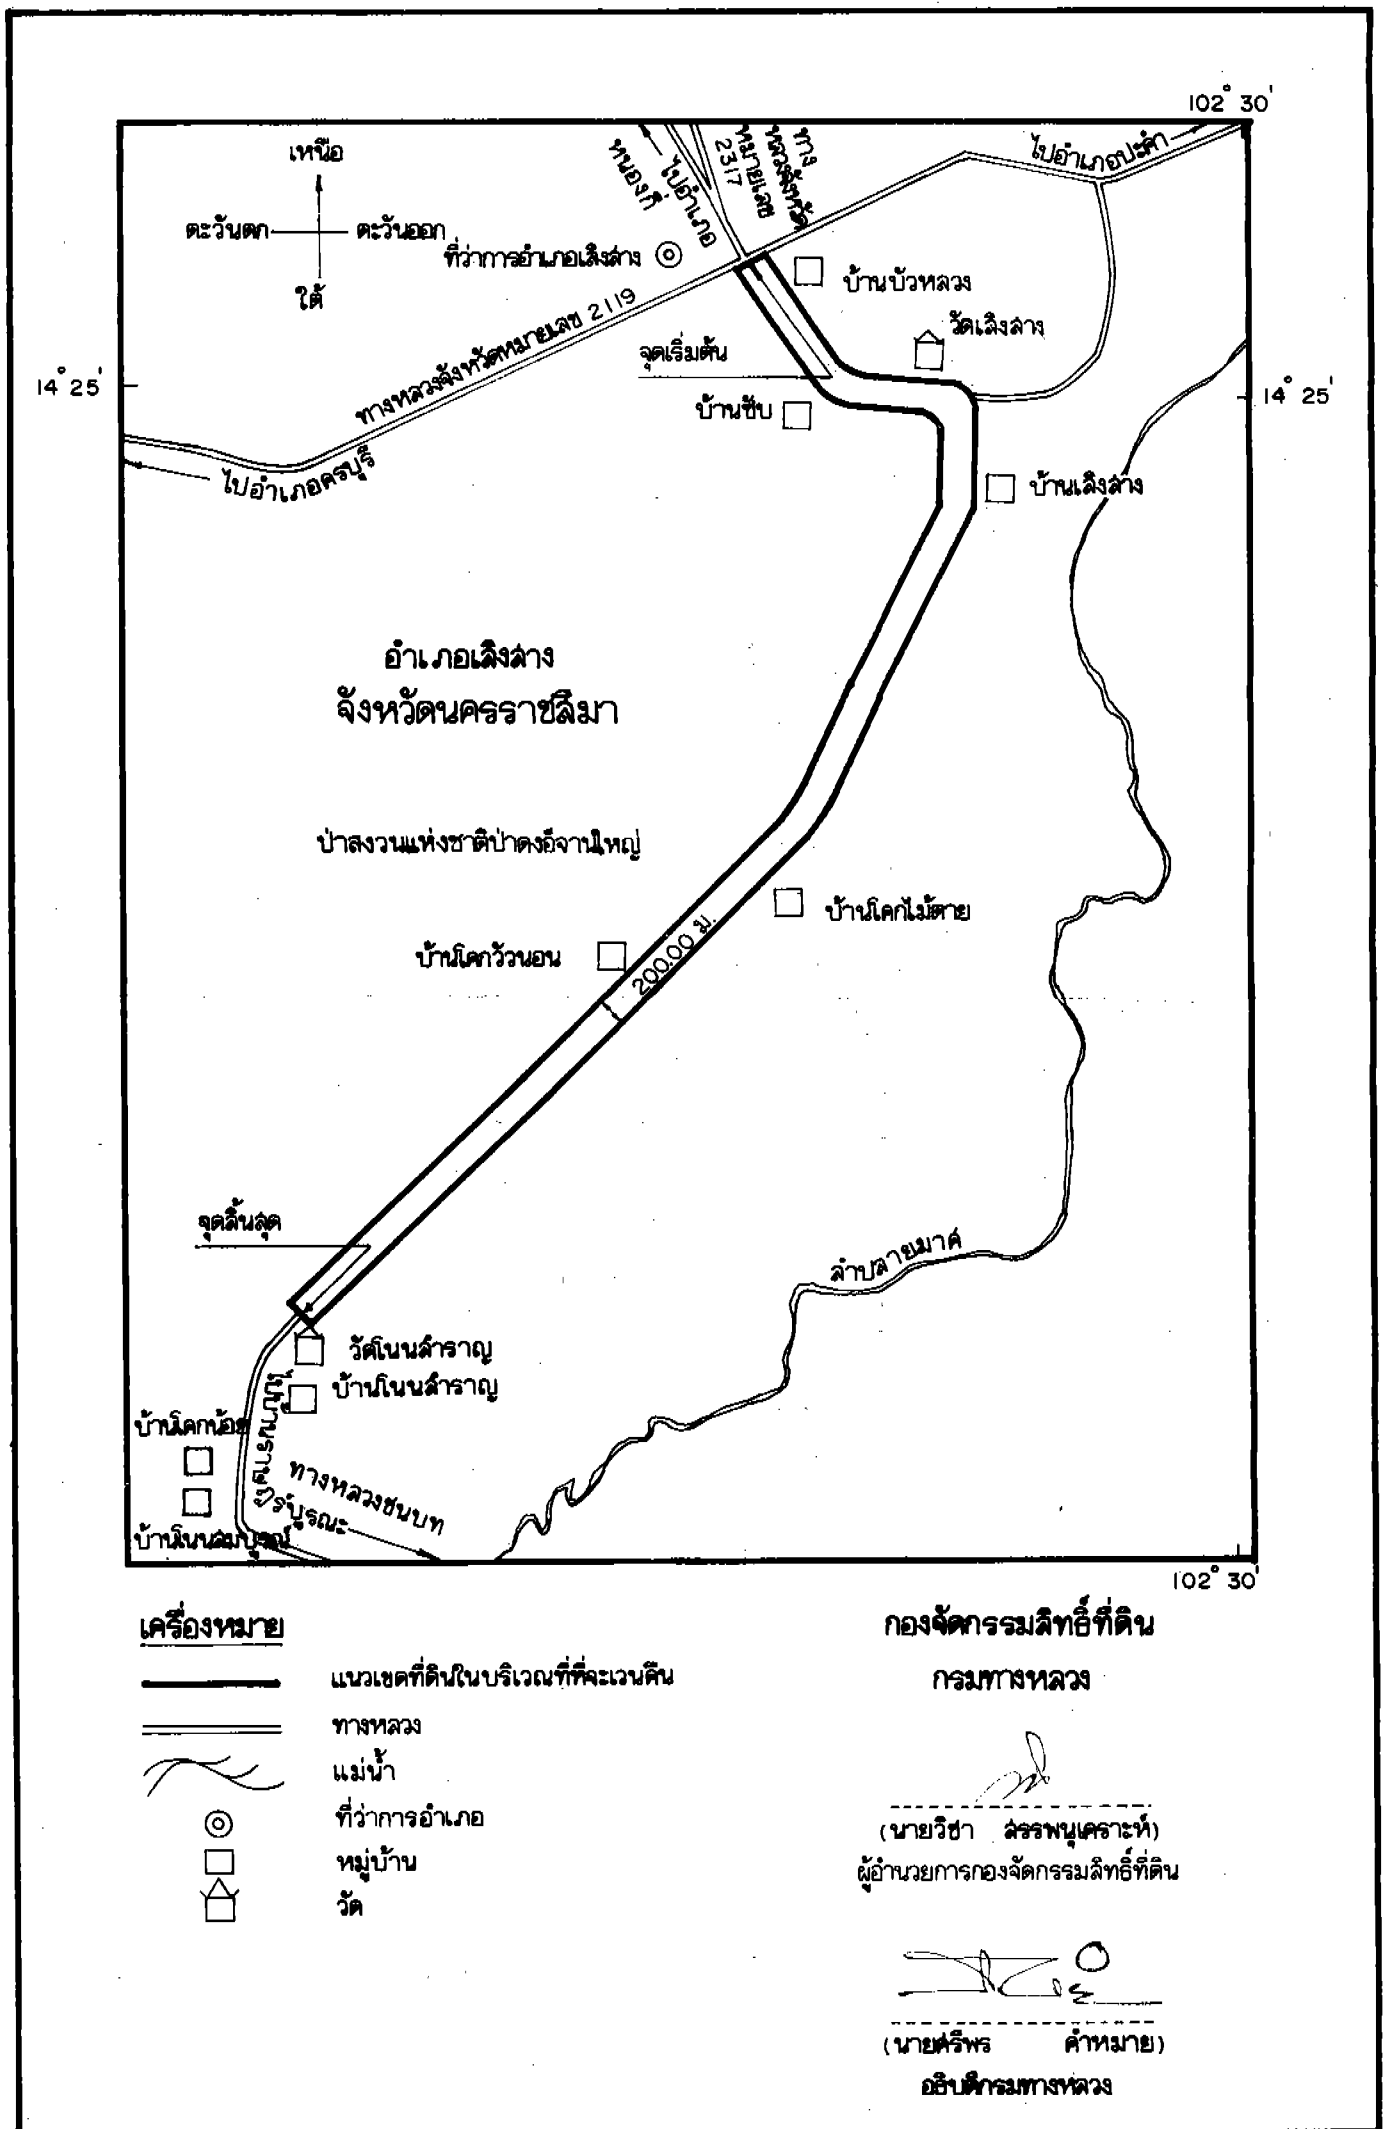 102° 30'
เหนือ
ตะวันตก
ตะวันออก
ใต้
ไปอำเภอ
หนองกี่
ทาง
หลวงจังหวัด
หมายเลข
2317
ไปอำเภอปะคำ
ที่ว่าการอำเภอเสิงสาง
บ้านบัวหลวง
วัดเสิงสาง
ทางหลวงจังหวัดหมายเลข 2119
จุดเริ่มต้น
14° 25'
14° 25'
บ้านซับ
ไปอำเภอครบุรี
บ้านเสิงสาง
อำเภอเสิงสาง
จังหวัดนครราชสีมา
ป่าสงวนแห่งชาติป่าดงอีจานใหญ่
บ้านโคกไม้ตาย
บ้านโคกวัวนอน
200.00 ม.
จุดสิ้นสุด
ลำปลายมาศ
วัดโนนสำราญ
บ้านโนนสำราญ
บ้านโคกน้อย
ไปบ้านราษฎร์บูรณะ
ทางหลวงชนบท
บ้านโนนสมบูรณ์
102° 30'
เครื่องหมาย
แนวเขตที่ดินในบริเวณที่ที่จะเวนคืน
ทางหลวง
แม่น้ำ
ที่ว่าการอำเภอ
หมู่บ้าน
วัด
กองจัดกรรมสิทธิ์ที่ดิน
กรมทางหลวง
(นายวิชา สรรพนุเคราะห์)
ผู้อำนวยการกองจัดกรรมสิทธิ์ที่ดิน
(นายศรีพร คำหมาย)
อธิบดีกรมทางหลวง